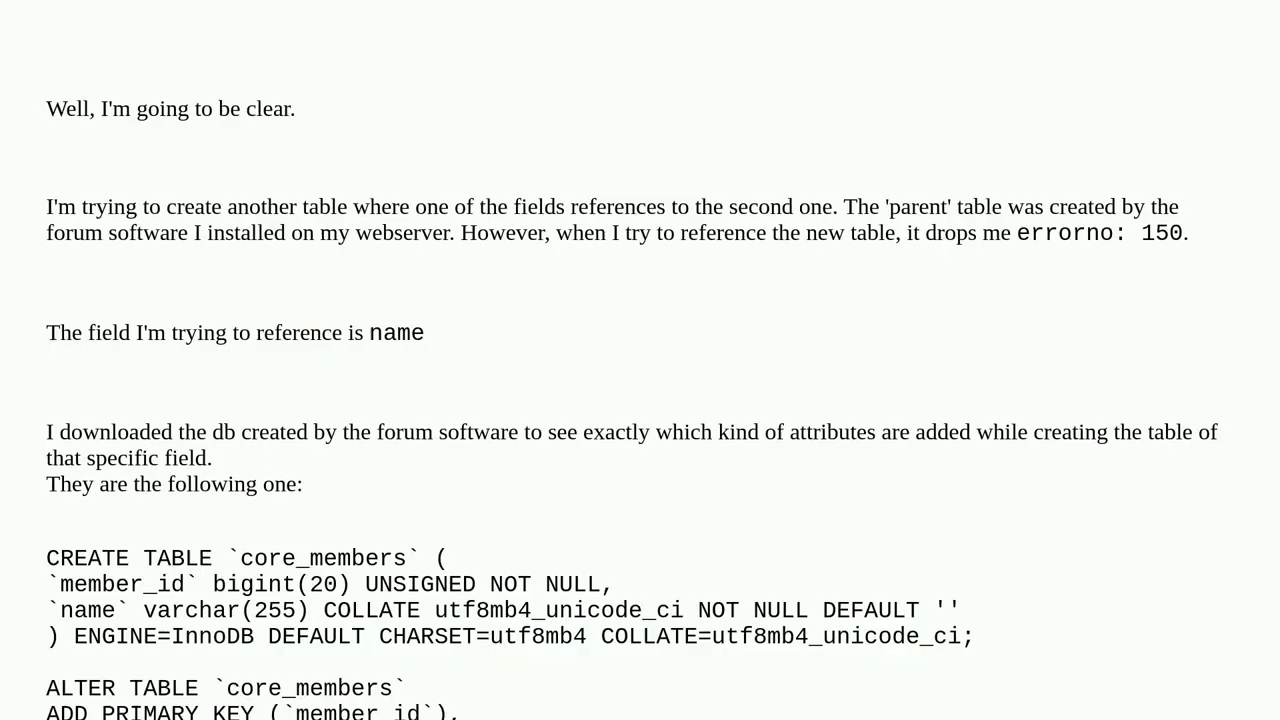 Well, I'm going to be clear.
I'm trying to create another table where one of the fields references to the second one. The 'parent' table was created by the
forum software I installed on my webserver. However, when I try to reference the new table, it drops me errorno: 150.
The field I'm trying to reference is name
I downloaded the db created by the forum software to see exactly which kind of attributes are added while creating the table of
that specific field.
They are the following one:
CREATE TABLE `core_members` (
`member_id` bigint(20) UNSIGNED NOT NULL,
`name` varchar(255) COLLATE utf8mb4_unicode_ci NOT NULL DEFAULT ''
) ENGINE=InnoDB DEFAULT CHARSET=utf8mb4 COLLATE=utf8mb4_unicode_ci;
ALTER TABLE `core_members`
ADD PRIMARY KEY (`member_id`),